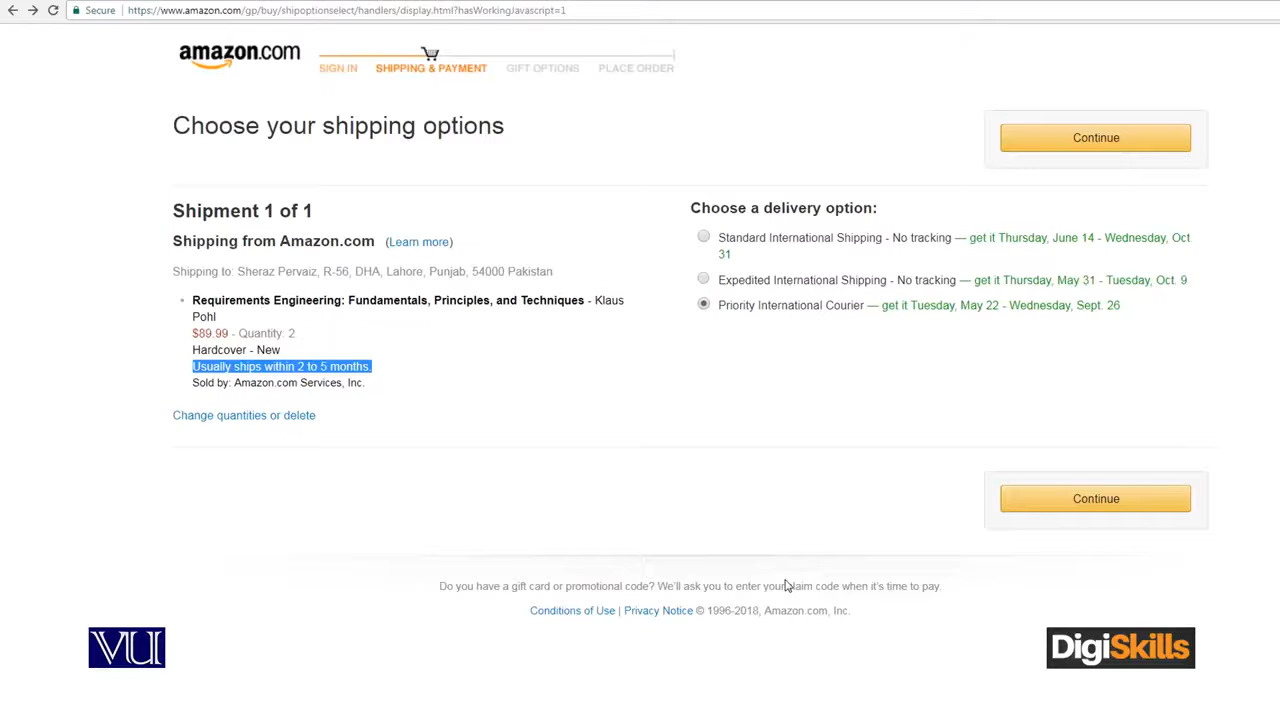 Secure | https://www.amazon.com/gp/buy/shipoptionselect/handlers/display.html?hasWorkingJavascript=1
amazon.com
SIGN IN SHIPPING & PAYMENT GIFT OPTIONS PLACE ORDER
Choose your shipping options
Continue
Shipment 1 of 1
Shipping from Amazon.com (Learn more)
Shipping to: Sheraz Pervaiz, R-56, DHA, Lahore, Punjab, 54000 Pakistan
• Requirements Engineering: Fundamentals, Principles, and Techniques - Klaus
Pohl
$89.99 - Quantity: 2
Hardcover - New
Usually ships within 2 to 5 months.
Sold by: Amazon.com Services, Inc.
Change quantities or delete
Choose a delivery option:
Standard International Shipping - No tracking — get it Thursday, June 14 - Wednesday, Oct.
31
Expedited International Shipping - No tracking — get it Thursday, May 31 - Tuesday, Oct. 9
Priority International Courier — get it Tuesday, May 22 - Wednesday, Sept. 26
Continue
Do you have a gift card or promotional code? We'll ask you to enter your claim code when it's time to pay.
Conditions of Use | Privacy Notice © 1996-2018, Amazon.com, Inc.
VU
DigiSkills